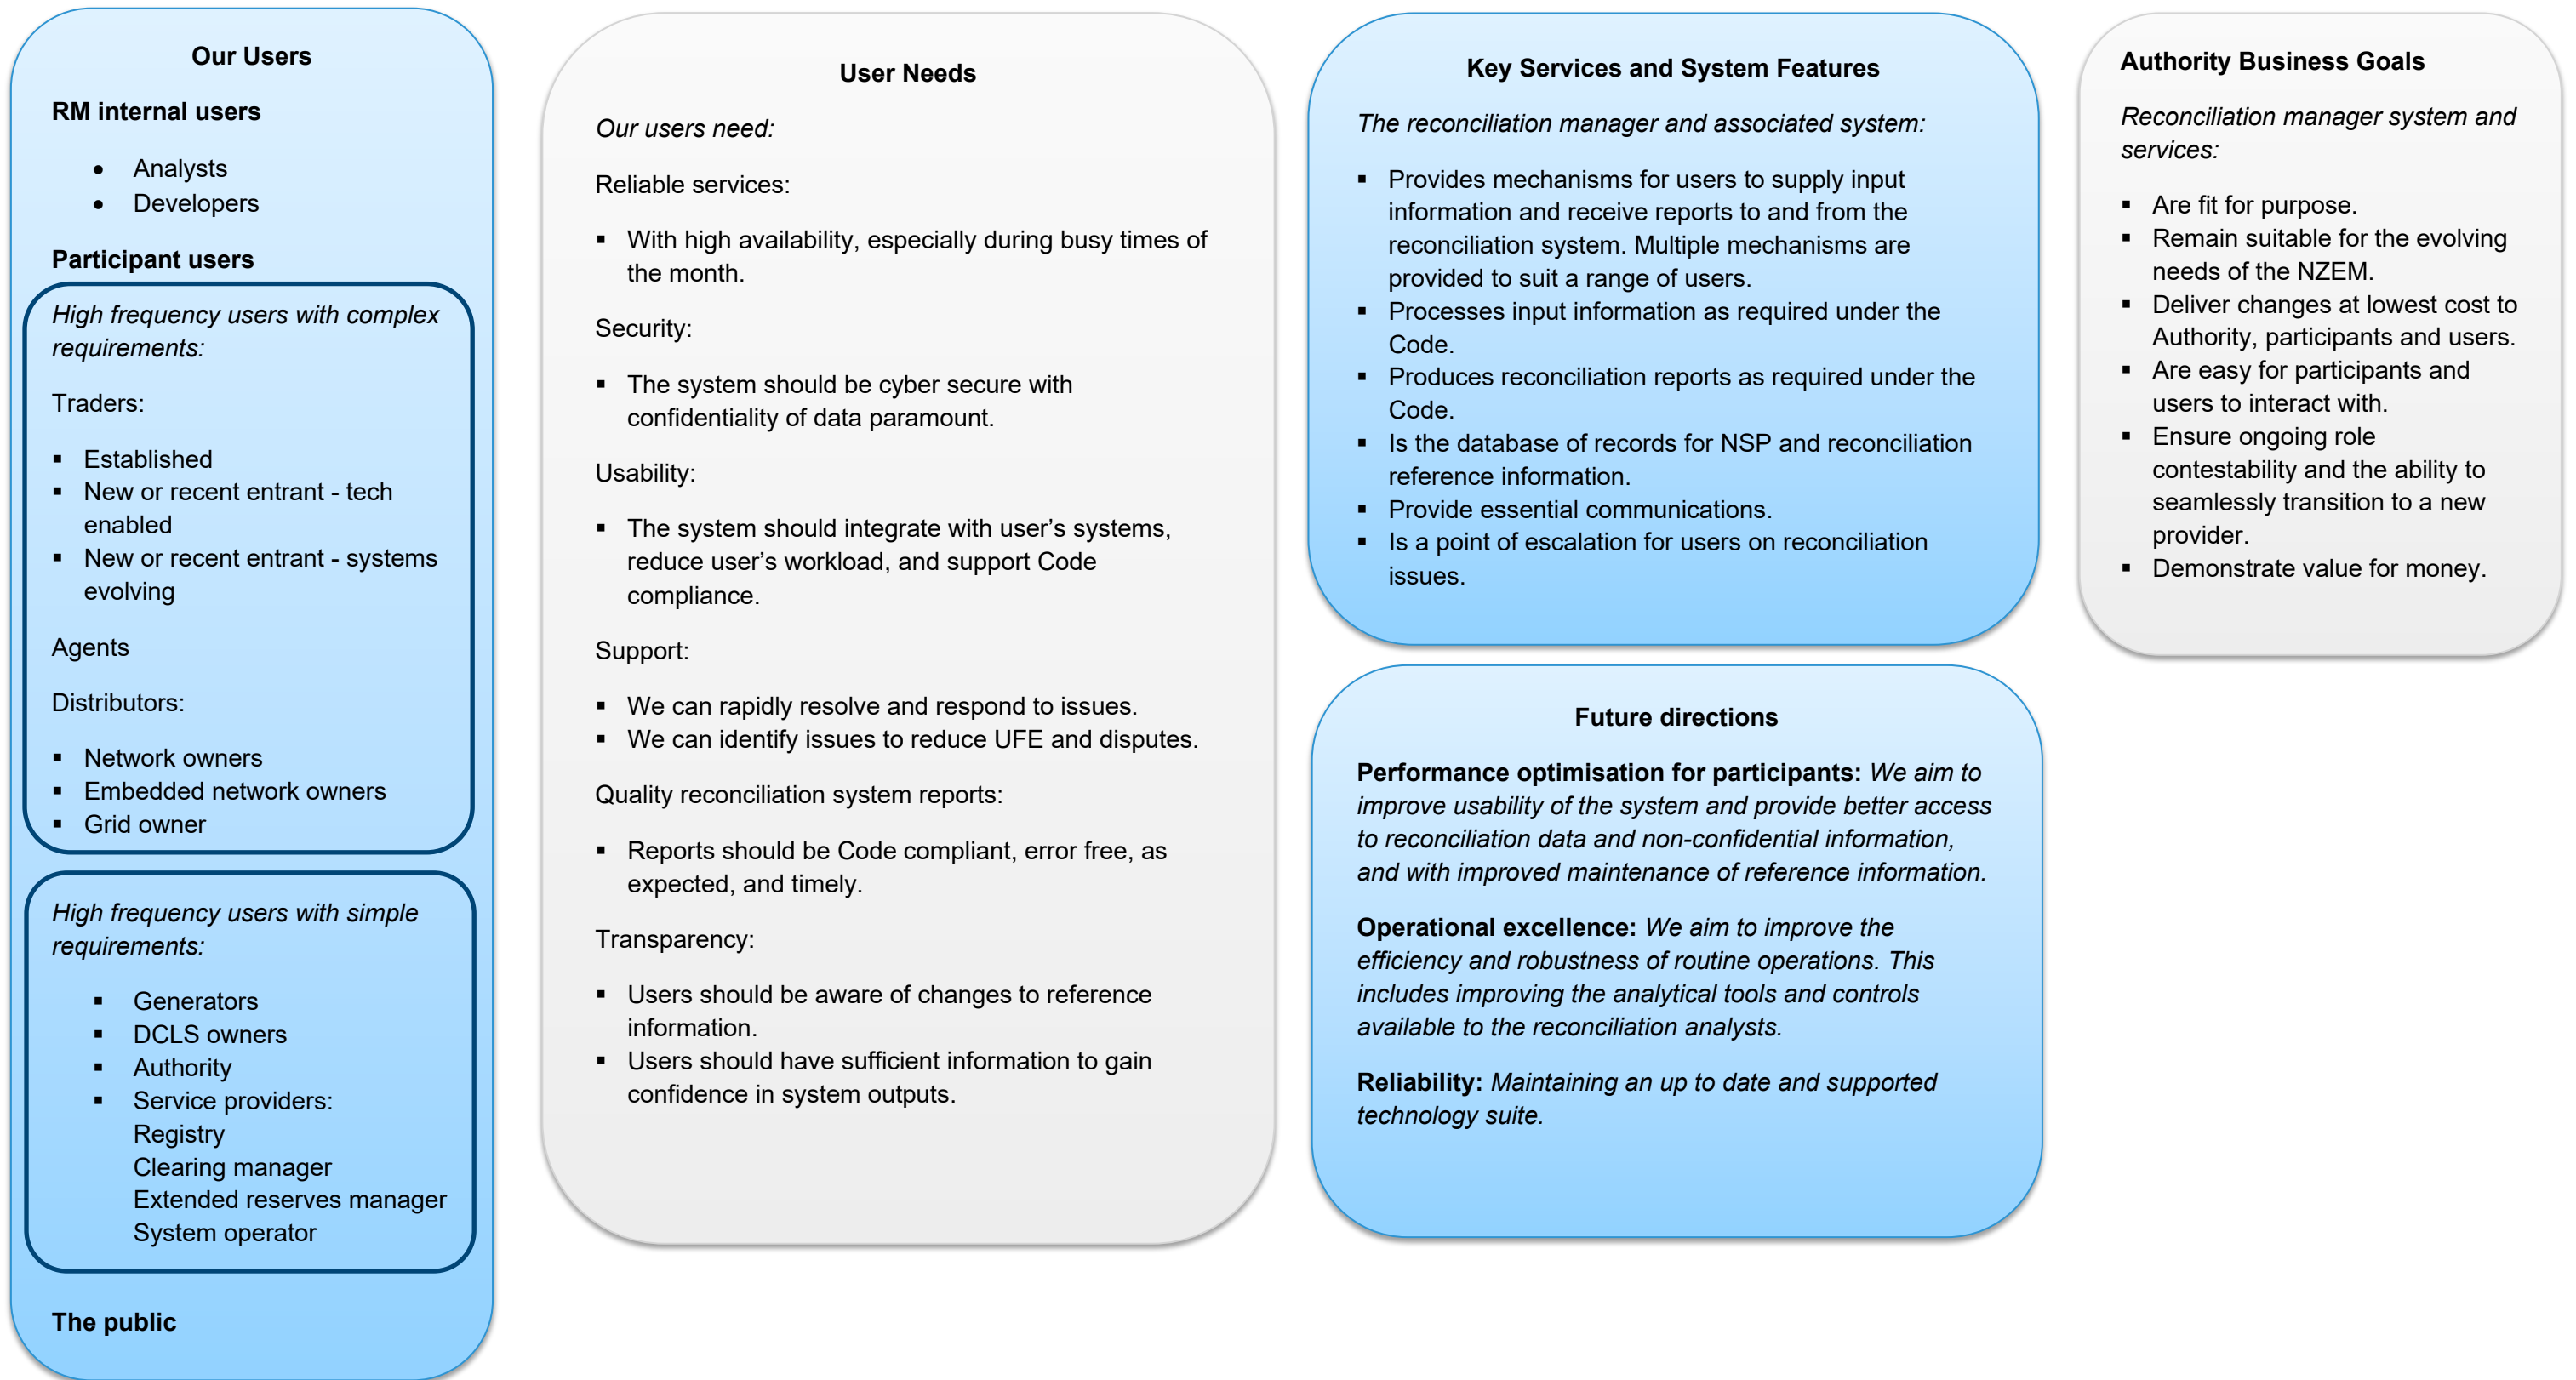 Our Users
RM internal users
• Analysts
• Developers
Participant users
High frequency users with complex
requirements:
Traders:
▪ Established
▪ New or recent entrant - tech
enabled
▪ New or recent entrant - systems
evolving
Agents
Distributors:
▪ Network owners
▪ Embedded network owners
▪ Grid owner
High frequency users with simple
requirements:
▪ Generators
▪ DCLS owners
▪ Authority
▪ Service providers:
Registry
Clearing manager
Extended reserves manager
System operator
The public
User Needs
Our users need:
Reliable services:
▪ With high availability, especially during busy times of
the month.
Security:
▪ The system should be cyber secure with
confidentiality of data paramount.
Usability:
▪ The system should integrate with user’s systems,
reduce user’s workload, and support Code
compliance.
Support:
▪ We can rapidly resolve and respond to issues.
▪ We can identify issues to reduce UFE and disputes.
Quality reconciliation system reports:
▪ Reports should be Code compliant, error free, as
expected, and timely.
Transparency:
▪ Users should be aware of changes to reference
information.
▪ Users should have sufficient information to gain
confidence in system outputs.
Key Services and System Features
The reconciliation manager and associated system:
▪ Provides mechanisms for users to supply input
information and receive reports to and from the
reconciliation system. Multiple mechanisms are
provided to suit a range of users.
▪ Processes input information as required under the
Code.
▪ Produces reconciliation reports as required under the
Code.
▪ Is the database of records for NSP and reconciliation
reference information.
▪ Provide essential communications.
▪ Is a point of escalation for users on reconciliation
issues.
Future directions
Performance optimisation for participants: We aim to
improve usability of the system and provide better access
to reconciliation data and non-confidential information,
and with improved maintenance of reference information.
Operational excellence: We aim to improve the
efficiency and robustness of routine operations. This
includes improving the analytical tools and controls
available to the reconciliation analysts.
Reliability: Maintaining an up to date and supported
technology suite.
Authority Business Goals
Reconciliation manager system and
services:
▪ Are fit for purpose.
▪ Remain suitable for the evolving
needs of the NZEM.
▪ Deliver changes at lowest cost to
Authority, participants and users.
▪ Are easy for participants and
users to interact with.
▪ Ensure ongoing role
contestability and the ability to
seamlessly transition to a new
provider.
▪ Demonstrate value for money.